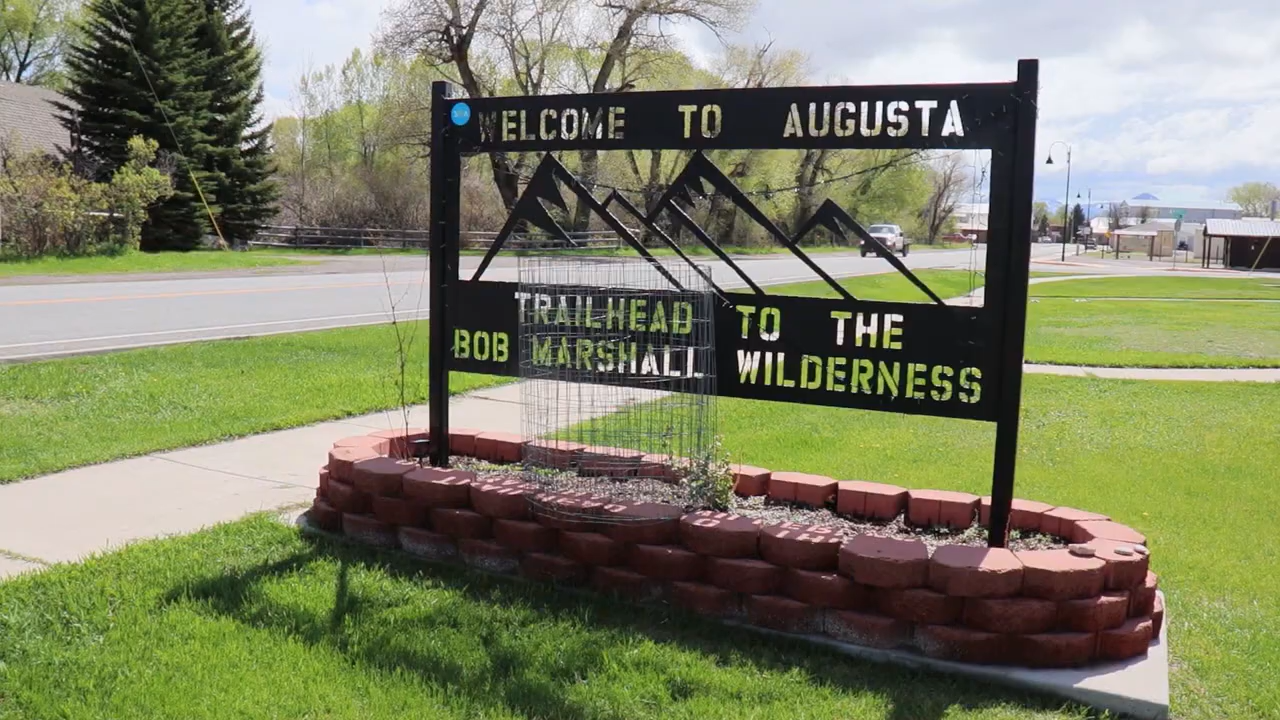 WELCOME TO AUGUSTA
TRAILHEAD TO THE
BOB MARSHALL WILDERNESS